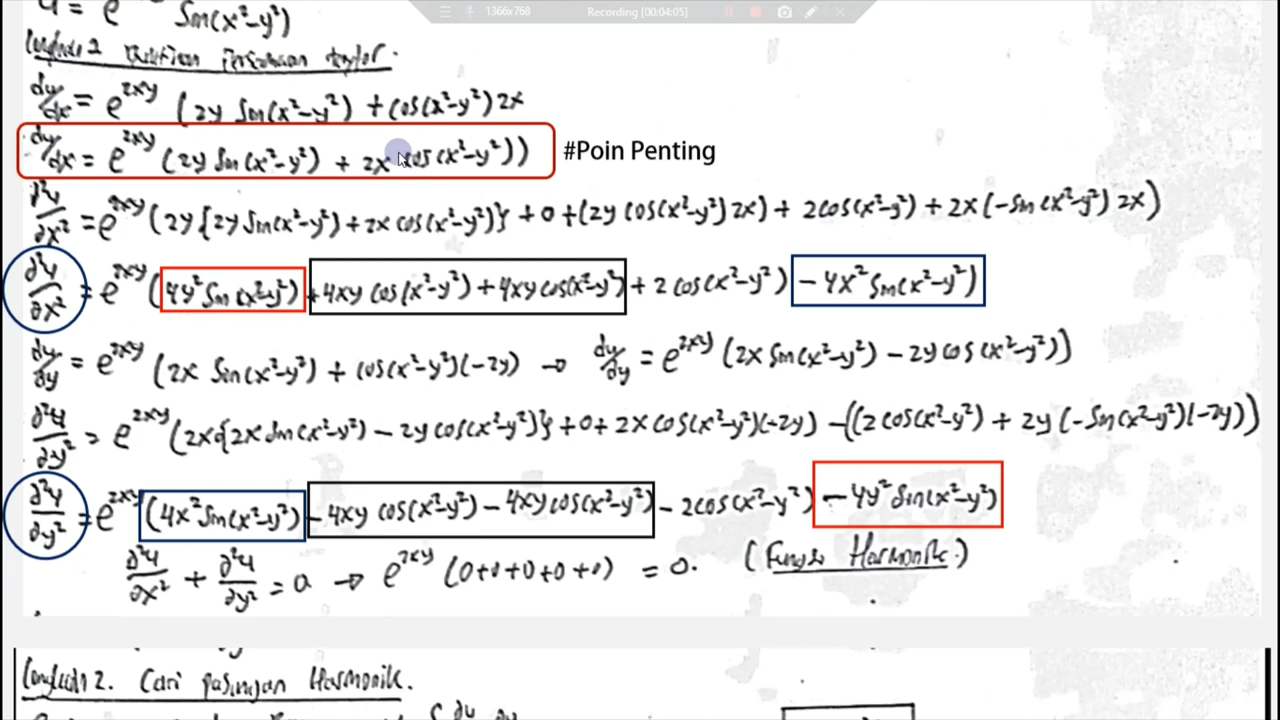 u = e Sin(x²-y²)
Langkah 2 Persamaan
du/dx = e^2xy (2y Sin(x²-y²) + cos(x²-y²) 2x
du/dx = e^2xy (2y Sin(x²-y²) + 2x cos(x²-y²)) #Poin Penting
∂²u/∂x² = e^2xy (2y{2y Sin(x²-y²) + 2x cos(x²-y²)} + 0 + (2y cos(x²-y²) 2x) + 2cos(x²-y²) + 2x(-sin(x²-y²) 2x)
∂²u/∂x² = e^2xy (4y² Sin(x²-y²) + 4xy cos(x²-y²) + 4xy cos(x²-y²) + 2cos(x²-y²) - 4x² Sin(x²-y²)
du/dy = e^2xy (2x Sin(x²-y²) + cos(x²-y²)(-2y) → du/dy = e^2xy (2x Sin(x²-y²) - 2y cos(x²-y²))
∂²u/∂y² = e^2xy (2x{2x Sin(x²-y²) - 2y cos(x²-y²)} + 0 + 2x cos(x²-y²)(-2y) - ((2cos(x²-y²) + 2y(-Sin(x²-y²)(-2y))
∂²u/∂y² = e^2xy (4x² Sin(x²-y²) - 4xy cos(x²-y²) - 4xy cos(x²-y²) - 2cos(x²-y²) - 4y² Sin(x²-y²)
∂²u/∂x² + ∂²u/∂y² = 0 → e^2xy (0+0+0+0+0) = 0. (Fungsi Harmonik.)
Langkah 2. Cari pasangan Harmonik.
1366x768 Recording [00:04:05]